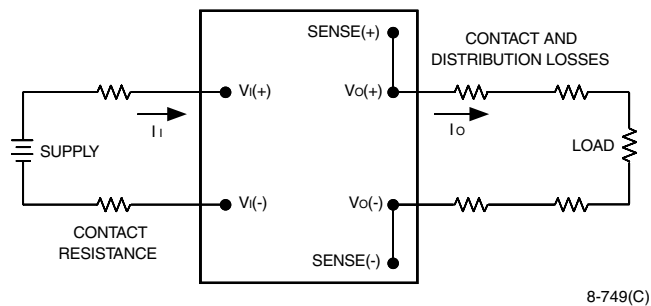 SENSE(+)
CONTACT AND
DISTRIBUTION LOSSES
VI(+)
VO(+)
II
IO
SUPPLY
LOAD
VI(-)
VO(-)
CONTACT
RESISTANCE
SENSE(-)
8-749(C)